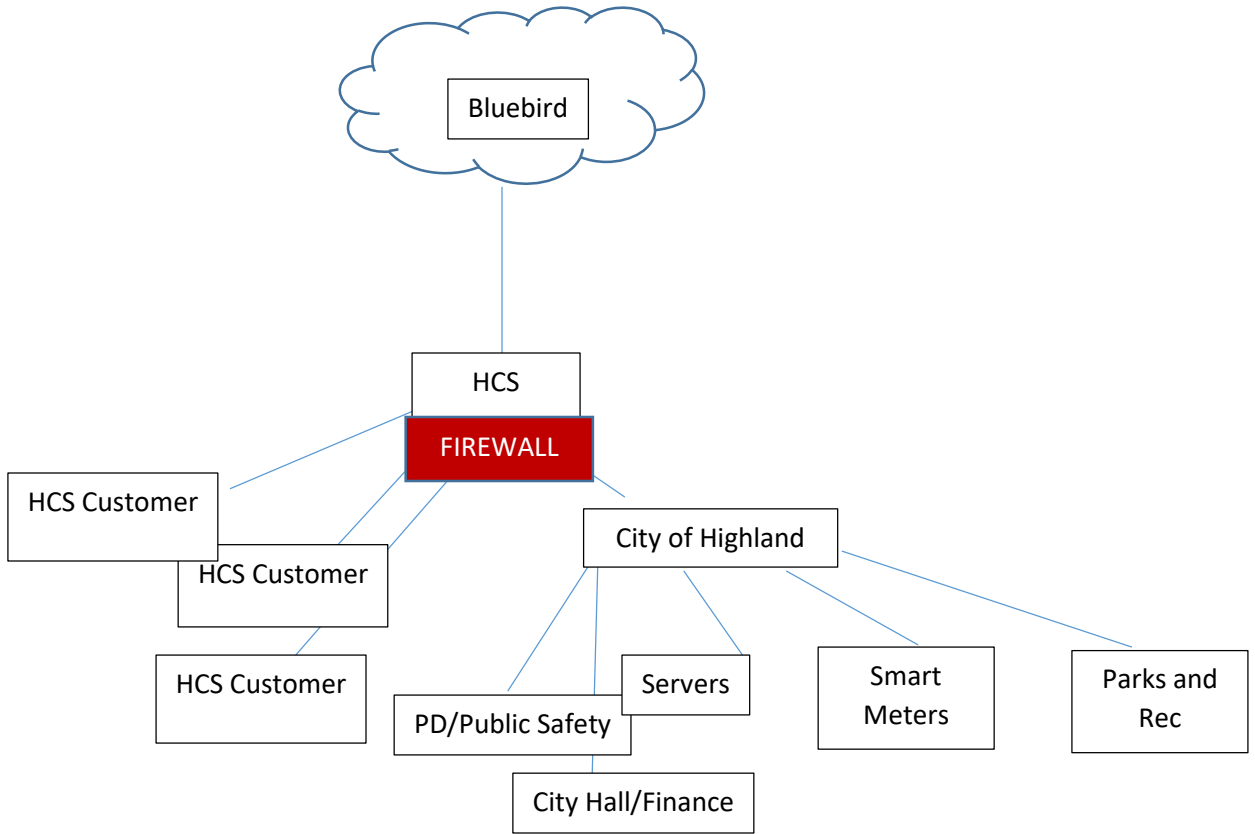 Bluebird
HCS
FIREWALL
HCS Customer
City of Highland
HCS Customer
HCS Customer
Servers
Smart
Meters
Parks and
Rec
PD/Public Safety
City Hall/Finance